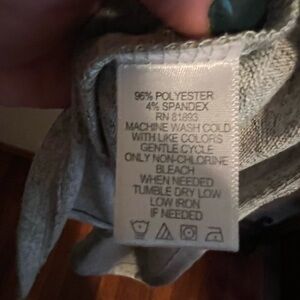 96% POLYESTER
4% SPANDEX
RN 81893
MACHINE WASH COLD
WITH LIKE COLORS
GENTLE CYCLE
ONLY NON-CHLORINE
BLEACH
WHEN NEEDED
TUMBLE DRY LOW
LOW IRON
IF NEEDED